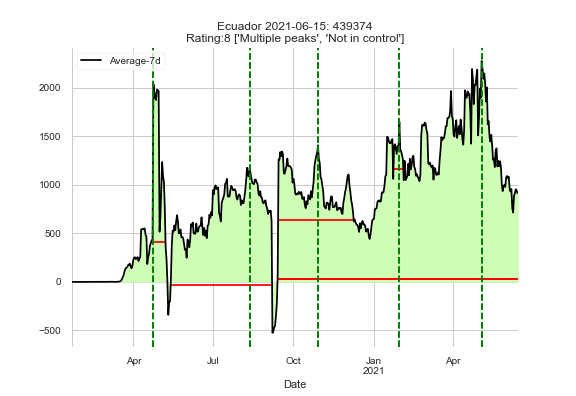 Ecuador 2021-06-15: 439374
Rating:8 ['Multiple peaks', 'Not in control']
Average-7d
2000
1500
1000
500
0
−500
Apr
Jul
Oct
Jan
2021
Apr
Date